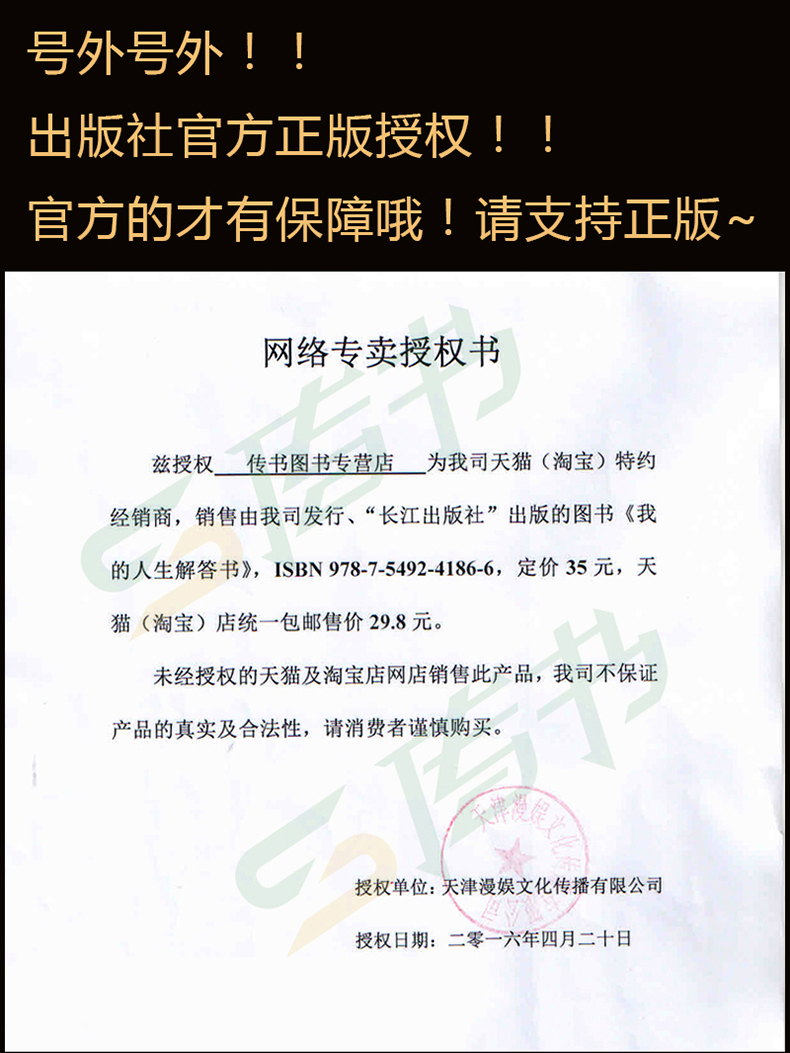 号外号外！！
出版社官方正版授权！！
官方的才有保障哦！请支持正版~
网络专卖授权书
兹授权 传书图书专营店 为我司天猫（淘宝）特约
经销商，销售由我司发行、“长江出版社”出版的图书《我
的人生解答书》，ISBN 978-7-5492-4186-6，定价 35 元，天
猫（淘宝）店统一包邮售价 29.8 元。
未经授权的天猫及淘宝店网店销售此产品，我司不保证
产品的真实及合法性，请消费者谨慎购买。
天津漫娱文化传播有限公司
授权单位：天津漫娱文化传播有限公司
授权日期：二零一六年四月二十日
传书
传书